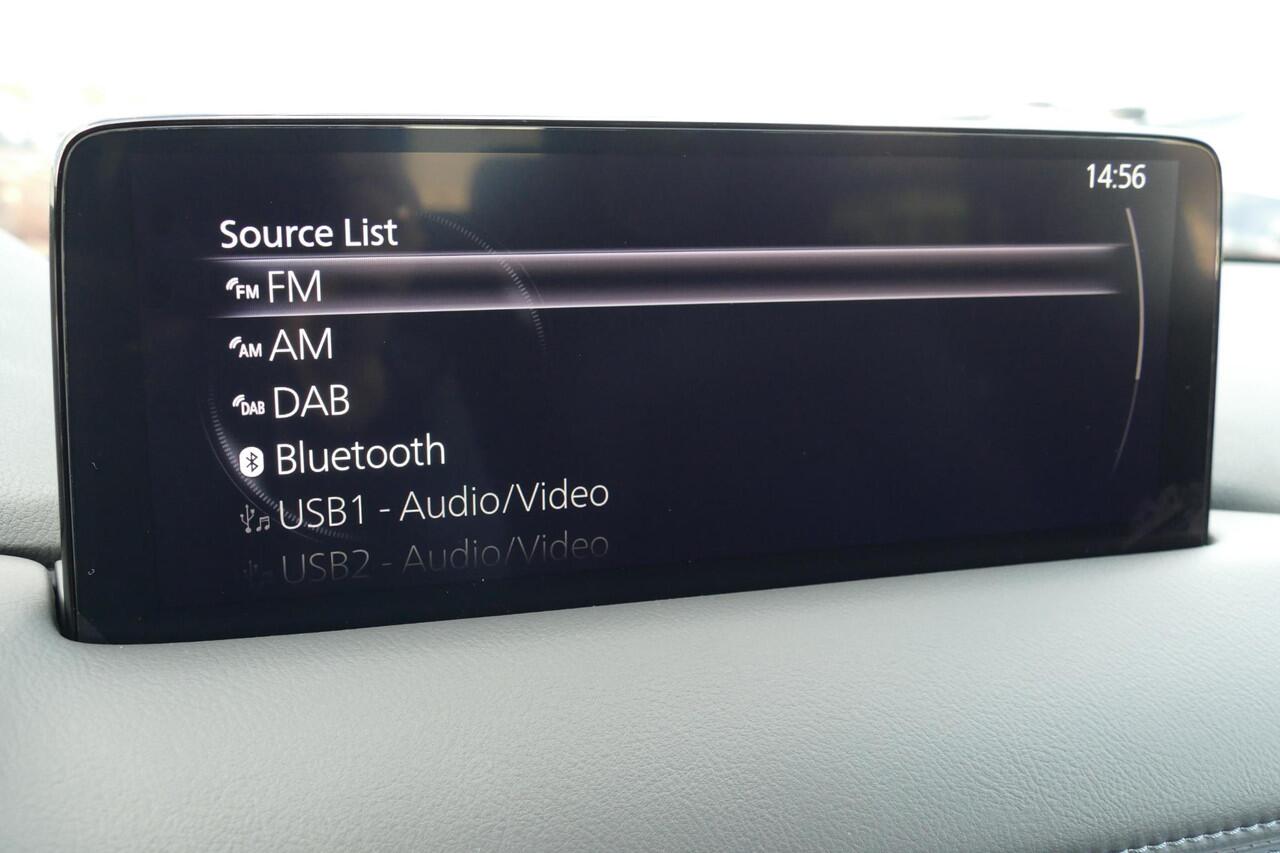 14:56
Source List
FM FM
AM AM
DAB DAB
Bluetooth
USB1 - Audio/Video
USB2 - Audio/Video